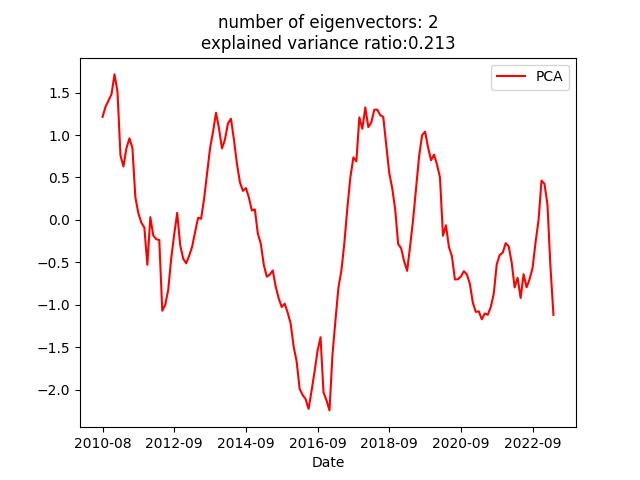 number of eigenvectors: 2
explained variance ratio:0.213
PCA
1.5
1.0
0.5
0.0
−0.5
−1.0
−1.5
−2.0
2010-08 2012-09 2014-09 2016-09 2018-09 2020-09 2022-09
Date